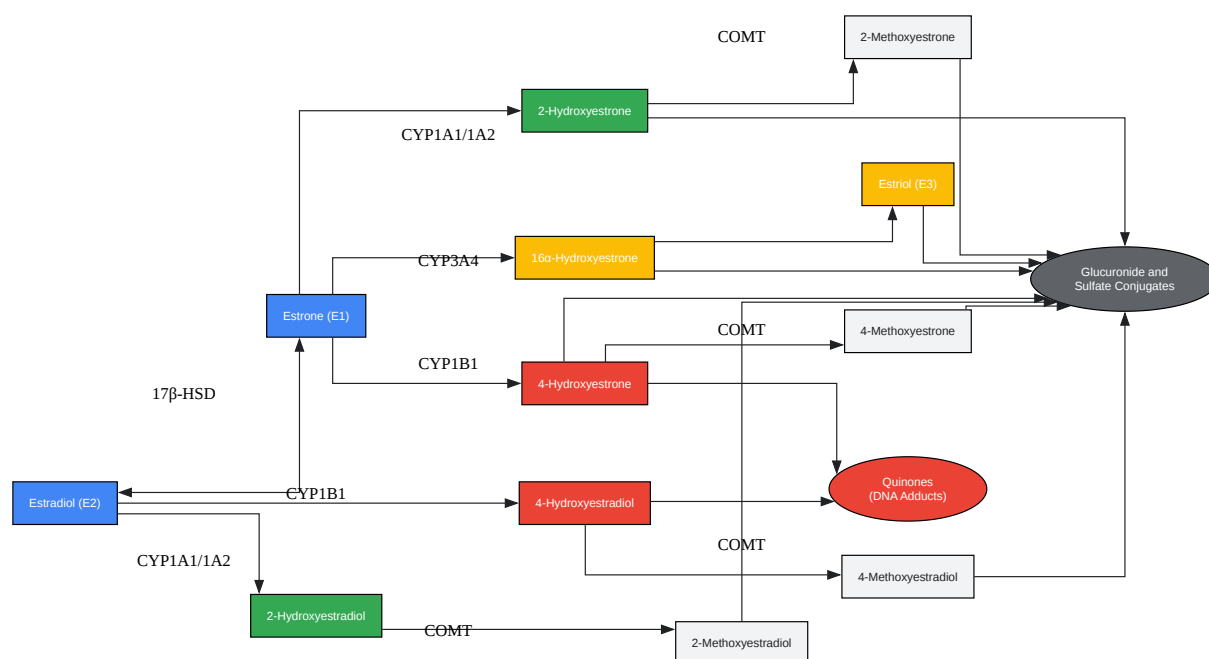 COMT
2-Methoxyestrone
2-Hydroxyestrone
CYP1A1/1A2
Estriol (E3)
CYP3A4
16α-Hydroxyestrone
Glucuronide and
Sulfate Conjugates
Estrone (E1)
COMT
4-Methoxyestrone
CYP1B1
4-Hydroxyestrone
17β-HSD
Quinones
(DNA Adducts)
Estradiol (E2)
CYP1B1
4-Hydroxyestradiol
COMT
CYP1A1/1A2
4-Methoxyestradiol
2-Hydroxyestradiol
COMT
2-Methoxyestradiol